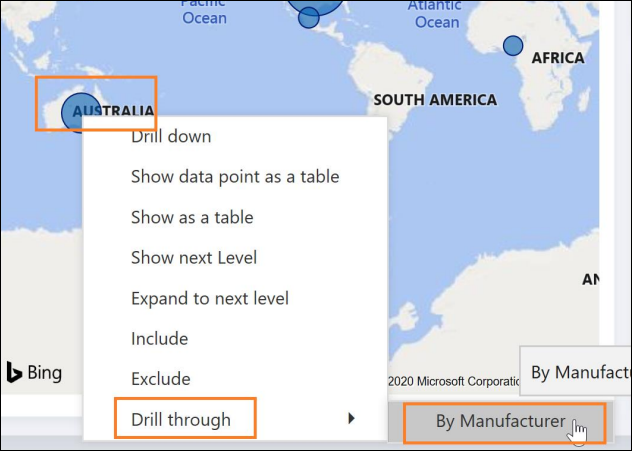 Pacific
Ocean
Atlantic
Ocean
AFRICA
AUSTRALIA
SOUTH AMERICA
Drill down
Show data point as a table
Show as a table
Show next Level
Expand to next level
Include
Exclude
Drill through
By Manufacturer
AN
Bing
2020 Microsoft Corporatic
By Manufactu